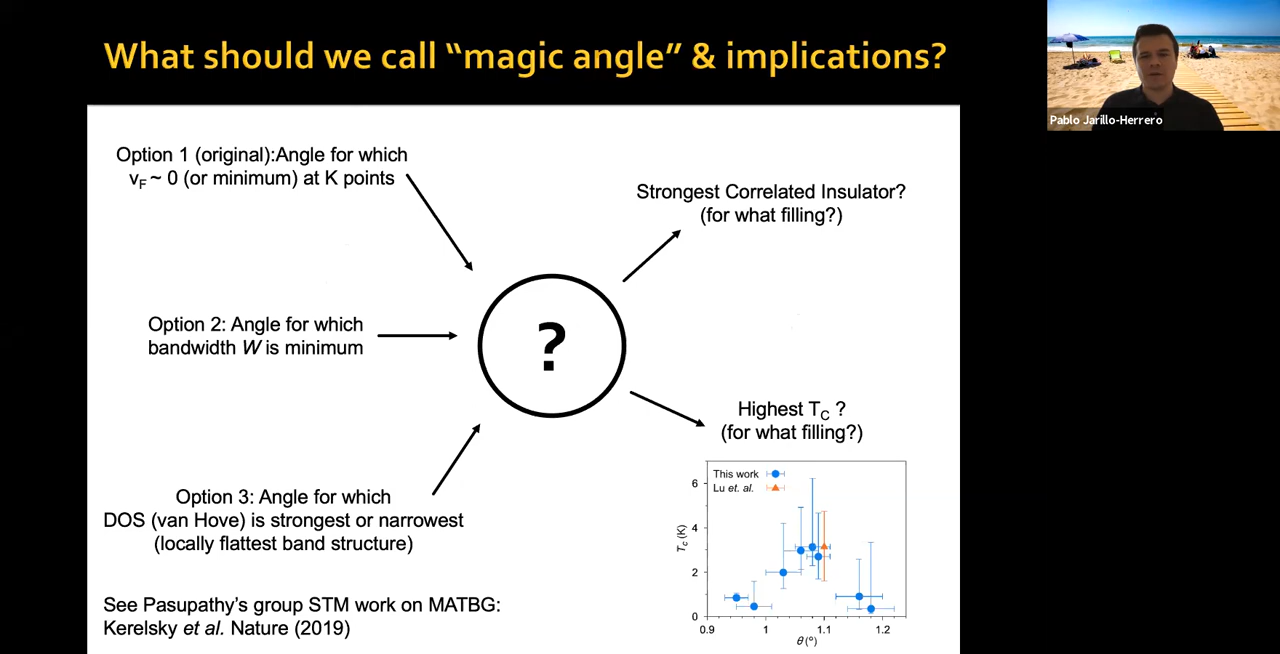 What should we call “magic angle” & implications?
Pablo Jarillo-Herrero
Option 1 (original):Angle for which
vF ~ 0 (or minimum) at K points
Strongest Correlated Insulator?
(for what filling?)
Option 2: Angle for which
bandwidth W is minimum
?
Highest TC ?
(for what filling?)
Option 3: Angle for which
DOS (van Hove) is strongest or narrowest
(locally flattest band structure)
See Pasupathy’s group STM work on MATBG:
Kerelsky et al. Nature (2019)
This work
Lu et. al.
6
4
2
0
Tc (K)
0.9 1 1.1 1.2
θ (°)